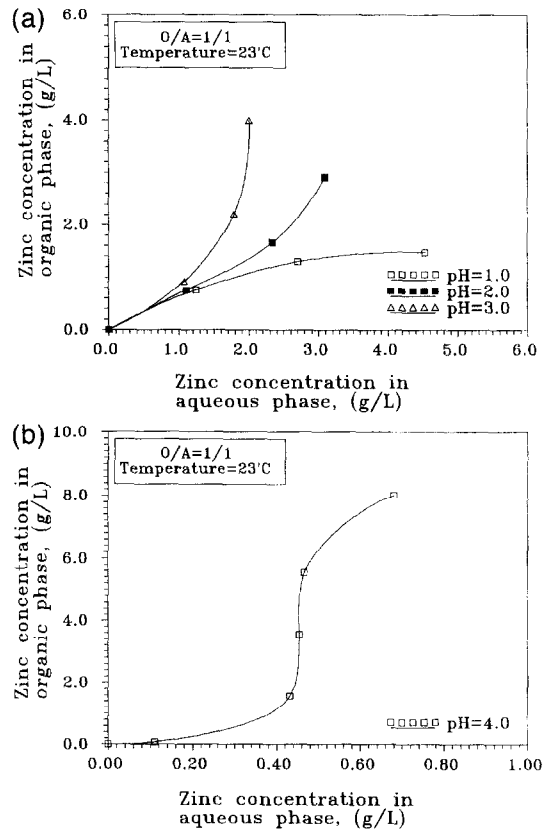 (a)
6.0
4.0
2.0
0.0
Zinc concentration in
organic phase, (g/L)
O/A=1/1
Temperature=23°C
pH=1.0
pH=2.0
pH=3.0
0.0 1.0 2.0 3.0 4.0 5.0 6.0
Zinc concentration in
aqueous phase, (g/L)
(b)
10.0
8.0
6.0
4.0
2.0
0.0
Zinc concentration in
organic phase, (g/L)
O/A=1/1
Temperature=23°C
pH=4.0
0.00 0.20 0.40 0.60 0.80 1.00
Zinc concentration in
aqueous phase, (g/L)